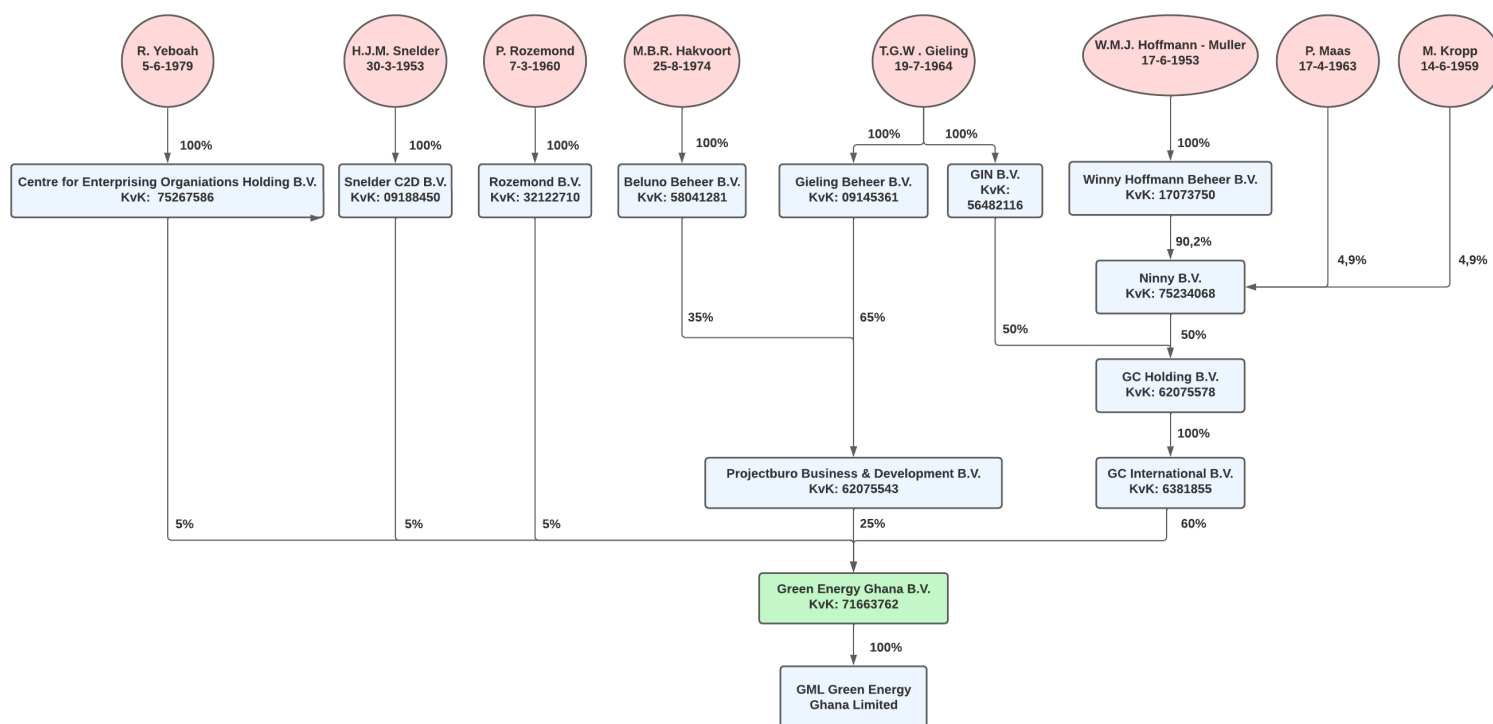 R. Yeboah
5-6-1979
H.J.M. Snelder
30-3-1953
P. Rozemond
7-3-1960
M.B.R. Hakvoort
25-8-1974
T.G.W . Gieling
19-7-1964
W.M.J. Hoffmann - Muller
17-6-1953
P. Maas
17-4-1963
M. Kropp
14-6-1959
100%
100%
100%
100%
100%
100%
100%
Centre for Enterprising Organiations Holding B.V.
KvK:  75267586
Snelder C2D B.V.
KvK: 09188450
Rozemond B.V.
KvK: 32122710
Beluno Beheer B.V.
KvK: 58041281
Gieling Beheer B.V.
KvK: 09145361
GIN B.V.
KvK:
56482116
Winny Hoffmann Beheer B.V.
KvK: 17073750
90,2%
4,9%
4,9%
Ninny B.V.
KvK: 75234068
35%
65%
50%
50%
GC Holding B.V.
KvK: 62075578
100%
Projectburo Business & Development B.V.
KvK: 62075543
GC International B.V.
KvK: 6381855
5%
5%
5%
25%
60%
Green Energy Ghana B.V.
KvK: 71663762
100%
GML Green Energy
Ghana Limited